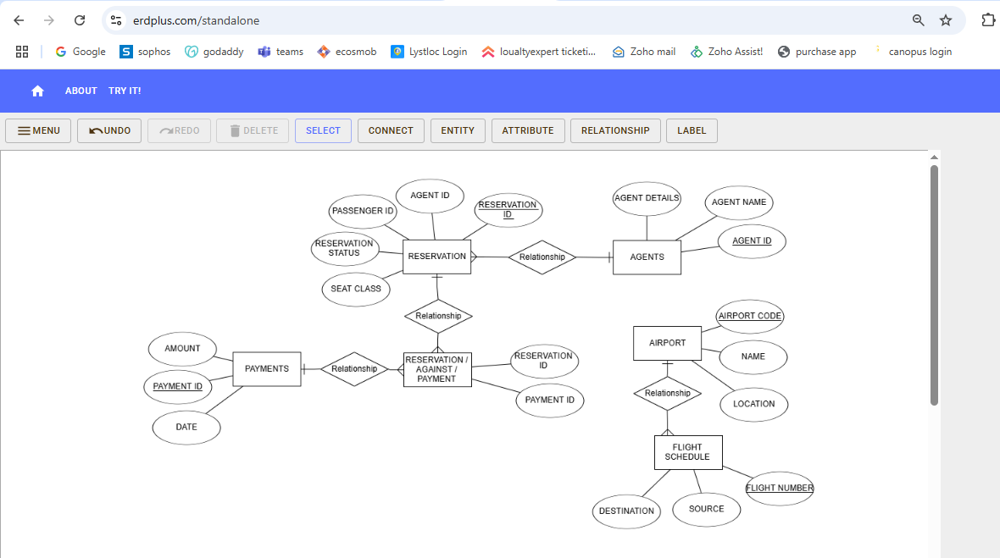 erdplus.com/standalone
Google
sophos
godaddy
teams
ecosmob
Lystloc Login
loualtyexpert ticketi...
Zoho mail
Zoho Assist!
purchase app
canopus login
ABOUT
TRY IT!
MENU
UNDO
REDO
DELETE
SELECT
CONNECT
ENTITY
ATTRIBUTE
RELATIONSHIP
LABEL
AGENT ID
PASSENGER ID
RESERVATION
ID
RESERVATION
STATUS
SEAT CLASS
RESERVATION
Relationship
AGENT DETAILS
AGENT NAME
AGENT ID
AGENTS
Relationship
AMOUNT
PAYMENT ID
DATE
PAYMENTS
Relationship
RESERVATION /
AGAINST /
PAYMENT
RESERVATION
ID
PAYMENT ID
AIRPORT CODE
AIRPORT
NAME
LOCATION
Relationship
FLIGHT
SCHEDULE
FLIGHT NUMBER
DESTINATION
SOURCE